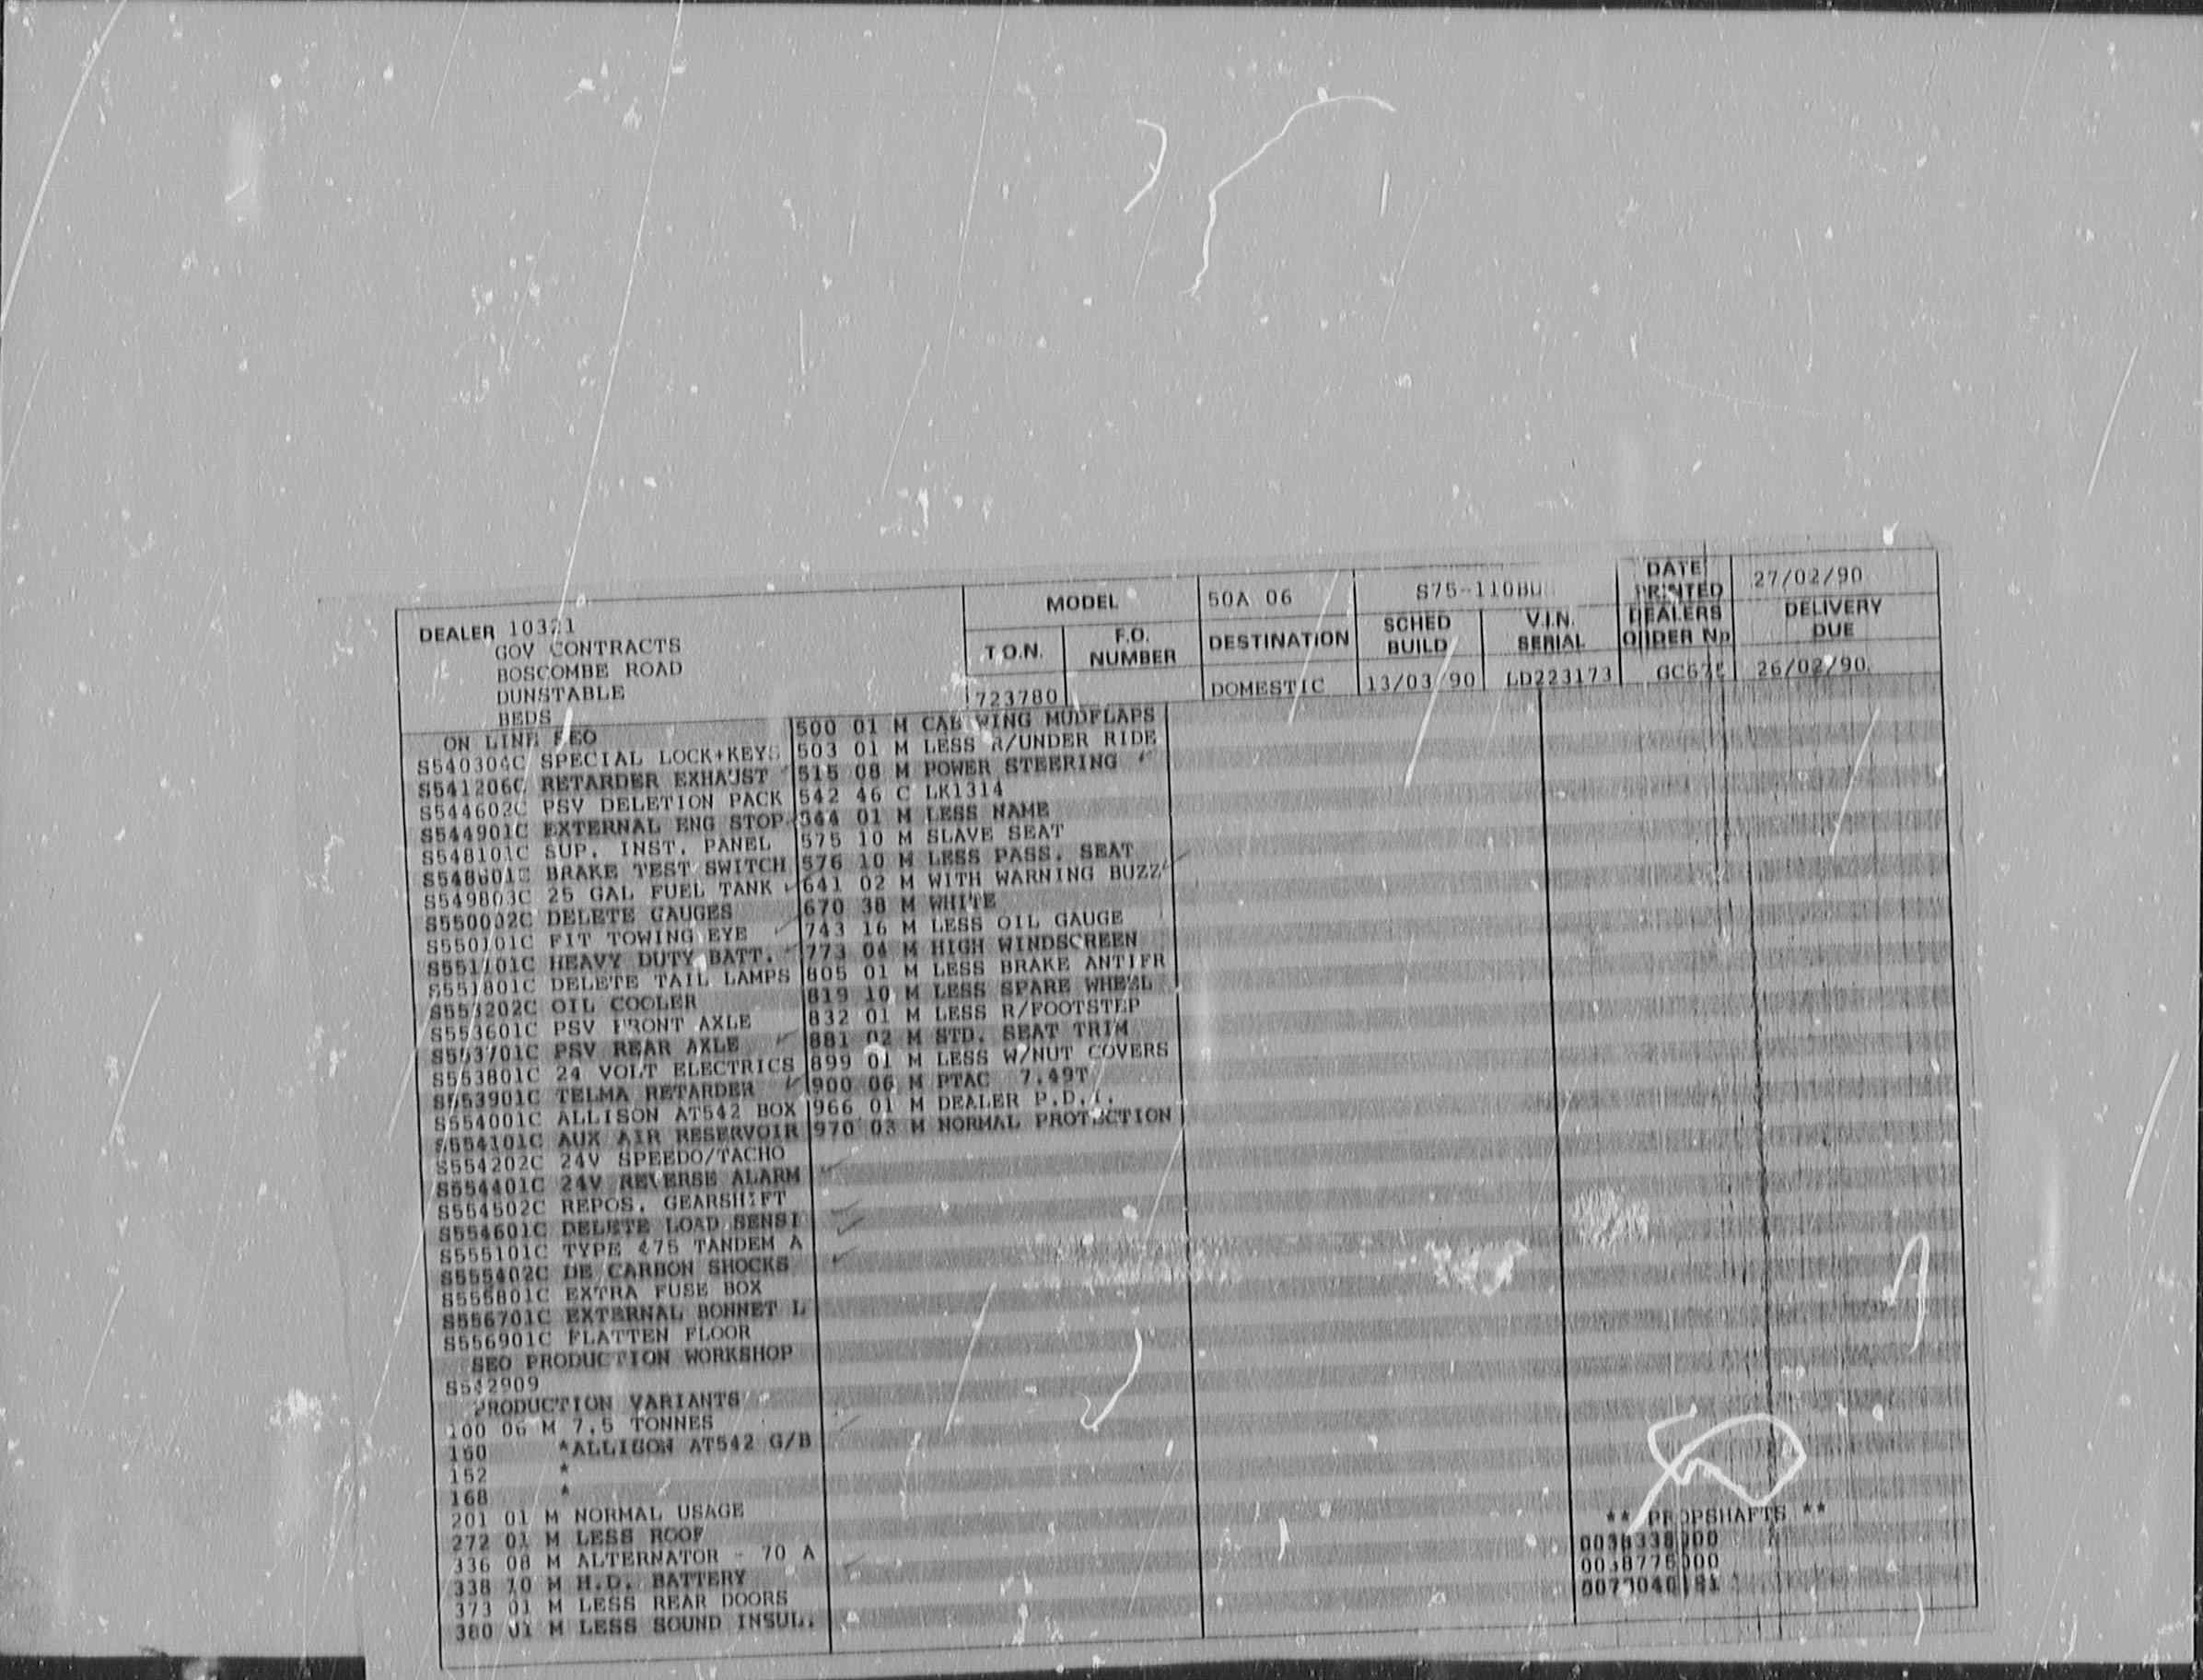 DEALER 10321
GOV CONTRACTS
BOSCOMBE ROAD
DUNSTABLE
BEDS
MODEL
50A 06
S75-110BU
DATE PRINTED
27/02/90
T.O.N.
F.O. NUMBER
DESTINATION
SCHED BUILD
V.I.N. SERIAL
DEALERS ORDER No
DELIVERY DUE
723780
DOMESTIC
13/03/90
LD223173
26/02/90
ON LINE SEO
S540304C SPECIAL LOCK+KEYS
S541206C RETARDER EXHAUST
S544602C PSV DELETION PACK
S544901C EXTERNAL ENG STOP
S548101C SUP. INST. PANEL
S548601C BRAKE TEST SWITCH
S549803C 25 GAL FUEL TANK
S550002C DELETE GAUGES
S550101C FIT TOWING EYE
HEAVY DUTY BATT.
S551801C DELETE TAIL LAMPS
OIL COOLER
S553601C PSV FRONT AXLE
S553701C PSV REAR AXLE
S553801C 24 VOLT ELECTRICS
S553901C TELMA RETARDER
S554001C ALLISON AT542 BOX
S554101C AUX AIR RESERVOIR
S554202C 24V SPEEDO/TACHO
S554401C 24V REVERSE ALARM
S554502C REPOS. GEARSHIFT
S554601C DELETE LOAD SENSI
S555101C TYPE 475 TANDEM A
S555402C DE CARBON SHOCKS
S555801C EXTRA FUSE BOX
S556701C EXTERNAL BONNET L
S556901C FLATTEN FLOOR
SEO PRODUCTION WORKSHOP
S542909
PRODUCTION VARIANTS
100 06 M 7.5 TONNES
160 *ALLISON AT542 G/B
152 *
168 *
201 01 M NORMAL USAGE
272 01 M LESS ROOF
336 08 M ALTERNATOR - 70 A
338 10 M H.D. BATTERY
373 01 M LESS REAR DOORS
380 01 M LESS SOUND INSUL.
500 01 M CAB WING MUDFLAPS
503 01 M LESS R/UNDER RIDE
515 08 M POWER STEERING
542 46 C LK1314
544 01 M LESS NAME
575 10 M SLAVE SEAT
576 10 M LESS PASS. SEAT
641 02 M WITH WARNING BUZZ
670 38 M WHITE
743 16 M LESS OIL GAUGE
773 04 M HIGH WINDSCREEN
805 01 M LESS BRAKE ANTIFR
819 10 M LESS SPARE WHEEL
832 01 M LESS R/FOOTSTEP
881 02 M STD. SEAT TRIM
899 01 M LESS W/NUT COVERS
900 06 M PTAC 7.49T
966 01 M DEALER P.D.I.
970 03 M NORMAL PROTECTION
** PROPSHAFTS **